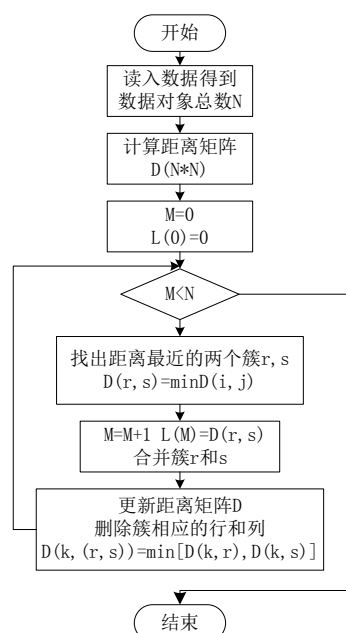 开始
读入数据得到
数据对象总数N
计算距离矩阵
D(N*N)
M=0
L(0)=0
M<N
找出距离最近的两个簇r,s
D(r,s)=minD(i,j)
M=M+1 L(M)=D(r,s)
合并簇r和s
更新距离矩阵D
删除簇相应的行和列
D(k,(r,s))=min[D(k,r),D(k,s)]
结束